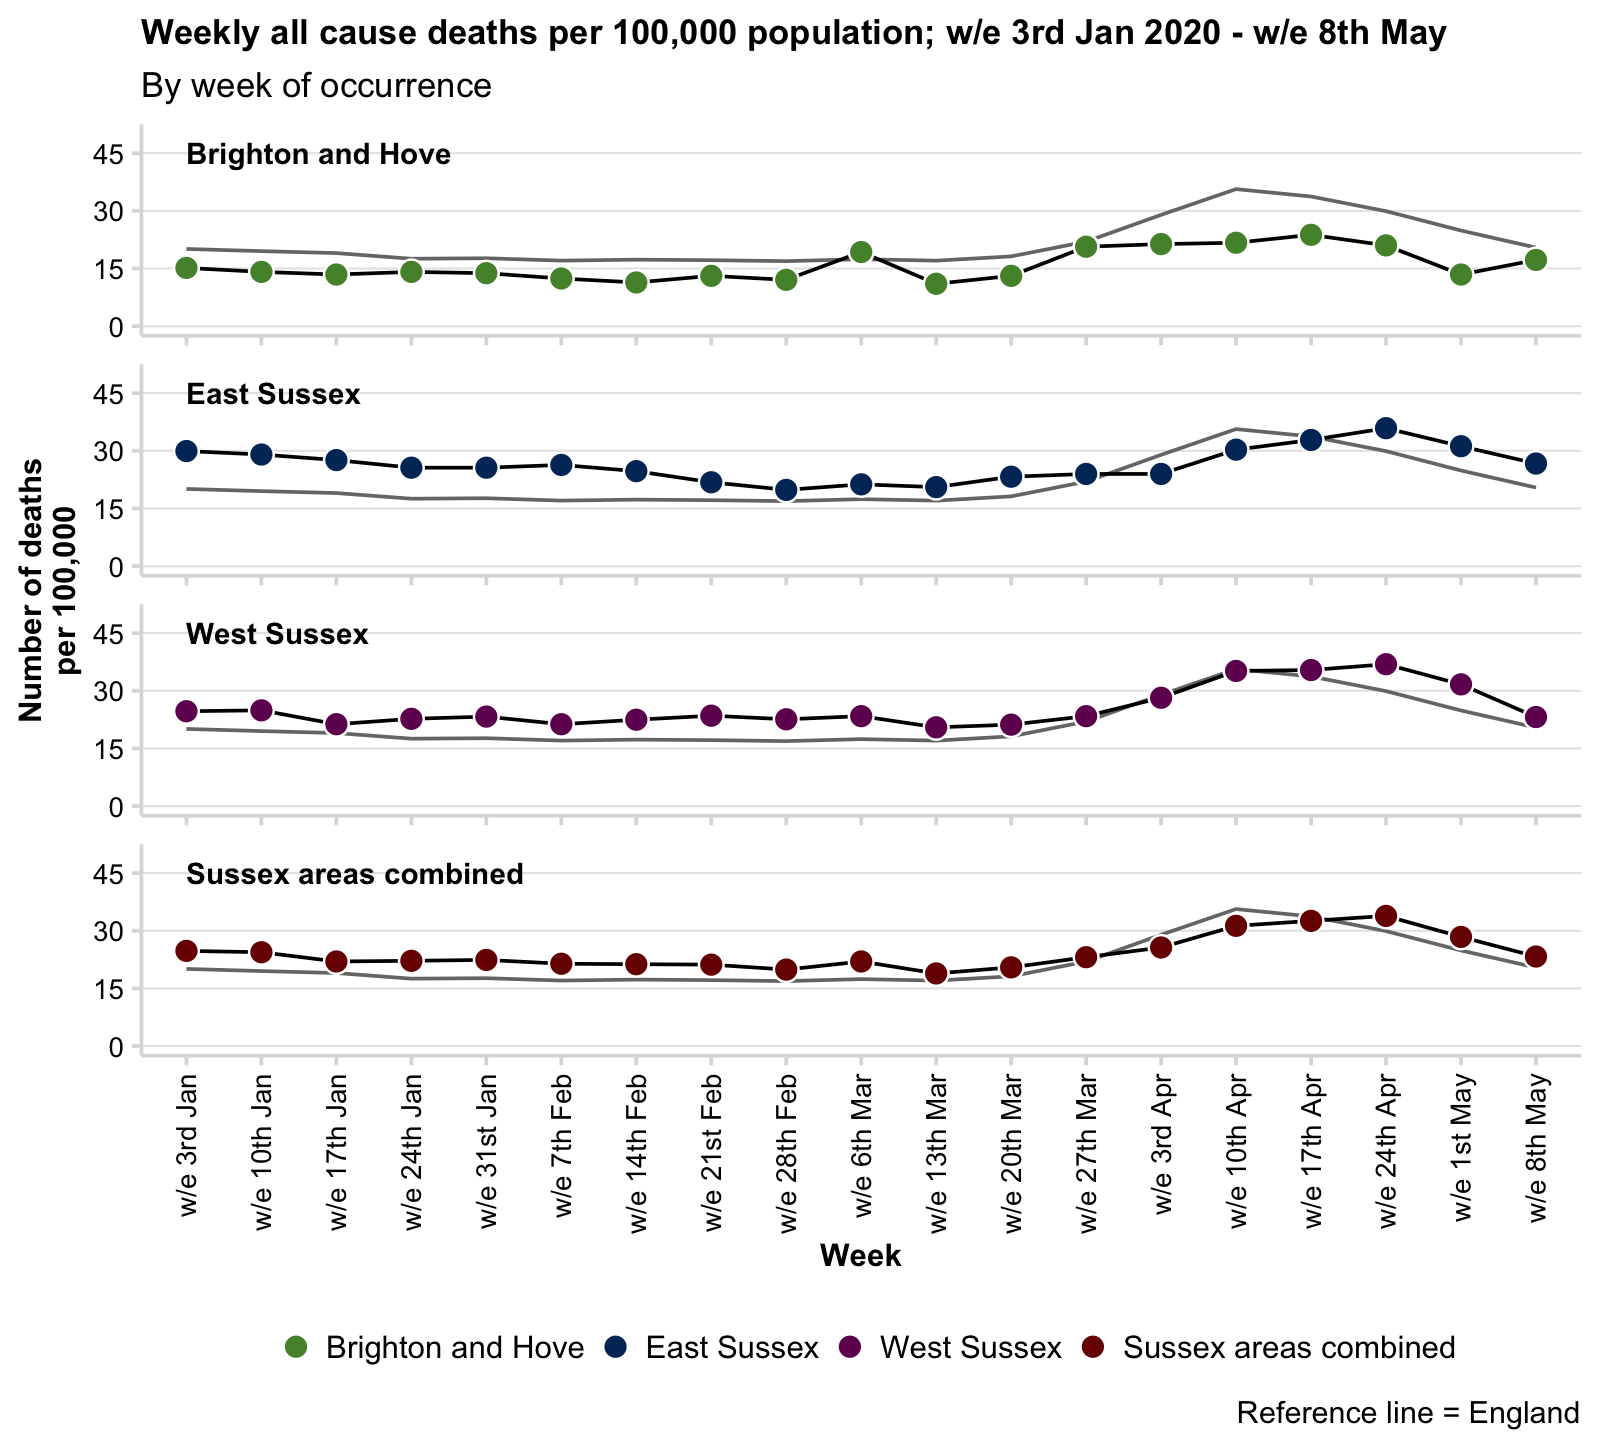 Weekly all cause deaths per 100,000 population; w/e 3rd Jan 2020 - w/e 8th May
By week of occurrence
Number of deaths
per 100,000
Brighton and Hove
45
30
15
0
East Sussex
45
30
15
0
West Sussex
45
30
15
0
Sussex areas combined
45
30
15
0
w/e 3rd Jan
w/e 10th Jan
w/e 17th Jan
w/e 24th Jan
w/e 31st Jan
w/e 7th Feb
w/e 14th Feb
w/e 21st Feb
w/e 28th Feb
w/e 6th Mar
w/e 13th Mar
w/e 20th Mar
w/e 27th Mar
w/e 3rd Apr
w/e 10th Apr
w/e 17th Apr
w/e 24th Apr
w/e 1st May
w/e 8th May
Week
Brighton and Hove East Sussex West Sussex Sussex areas combined
Reference line = England